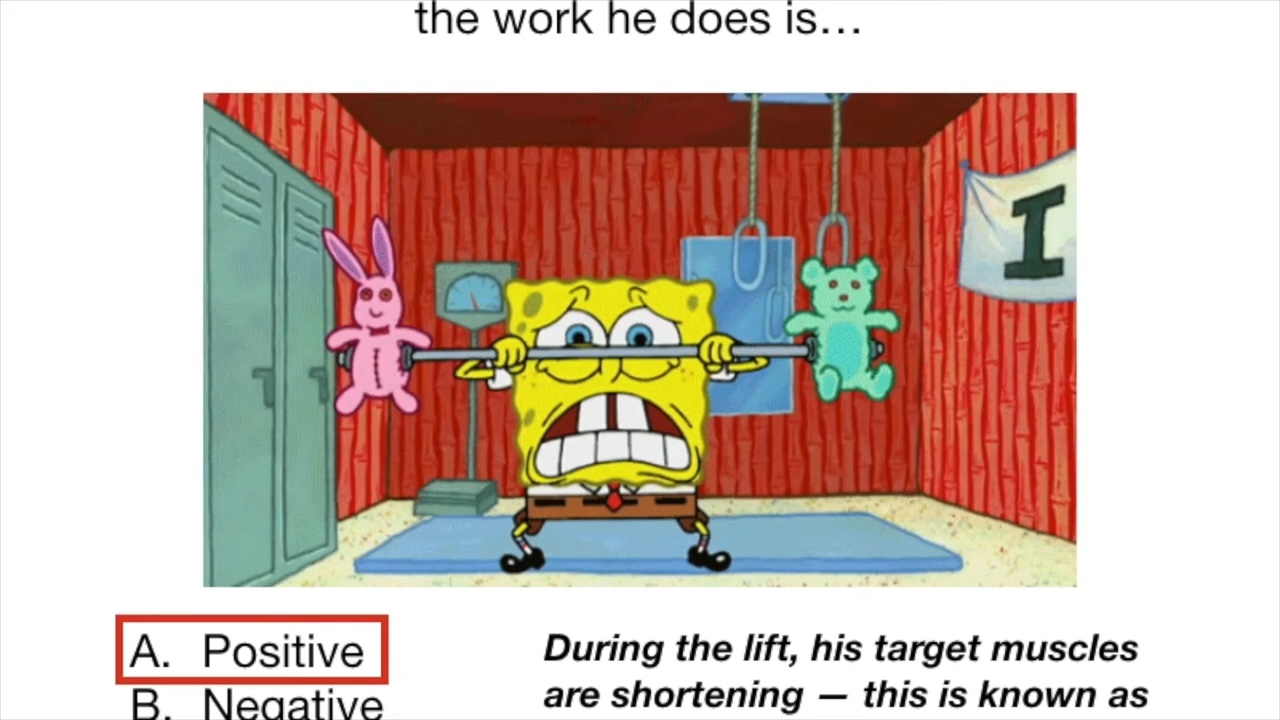 the work he does is...
I
A. Positive
During the lift, his target muscles
B. Negative
are shortening — this is known as